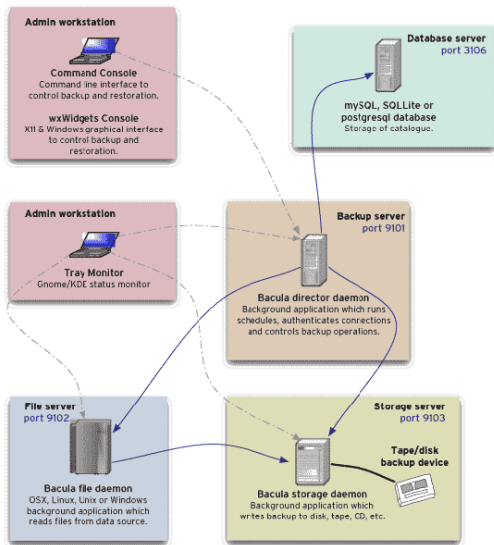 Admin workstation
Command Console
Command line interface to
control backup and restoration.
wxWidgets Console
X11 & Windows graphical interface
to control backup and
restoration.
Database server
port 3106
mySQL, SQLLite or
postgresql database
Storage of catalogue.
Admin workstation
Tray Monitor
Gnome/KDE status monitor
Backup server
port 9101
Bacula director daemon
Background application which runs
schedules, authenticates connections
and controls backup operations.
File server
port 9102
Bacula file daemon
OSX, Linux, Unix or Windows
background application which
reads files from data source.
Storage server
port 9103
Tape/disk
backup device
Bacula storage daemon
Background application which
writes backup to disk, tape, CD, etc.